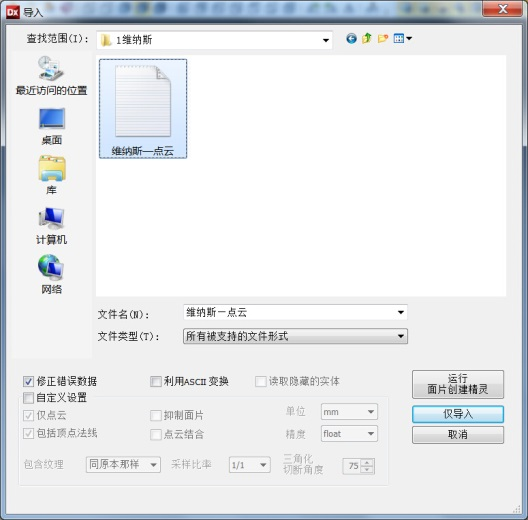 Dx 导入
查找范围(I): 1维纳斯
最近访问的位置
桌面
库
计算机
网络
维纳斯—点云
文件名(N): 维纳斯－点云
文件类型(T): 所有被支持的文件形式
修正错误数据 利用ASCII 变换 读取隐藏的实体
自定义设置
仅点云 抑制面片 单位 mm
包括顶点法线 点云结合 精度 float
包含纹理 同原本那样 采样比率 1/1 三角化
切断角度 75
运行
面片创建精灵
仅导入
取消